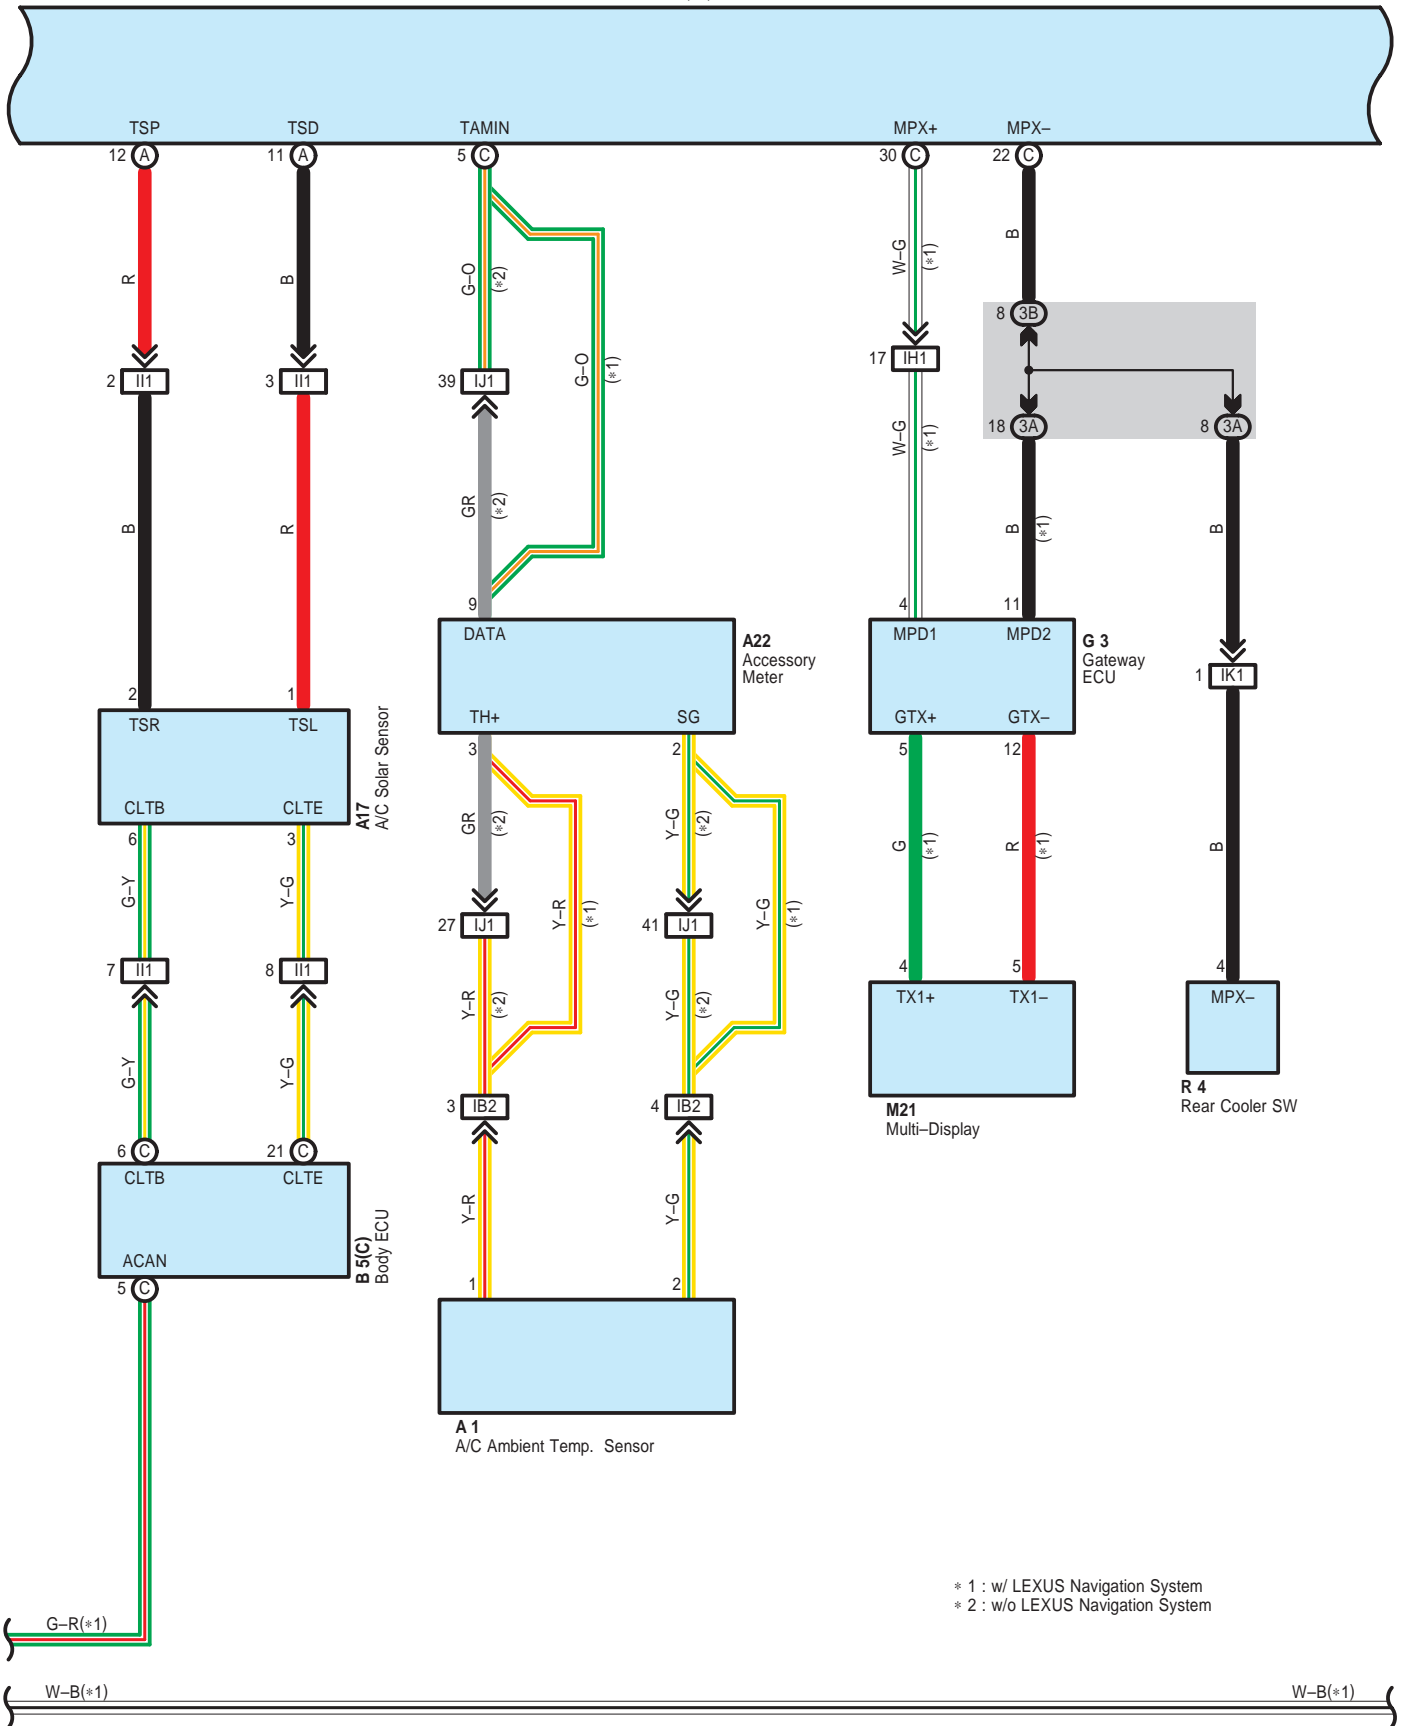 TSP TSD TAMIN MPX+ MPX–
12 A 11 A 5 C 30 C 22 C
R B G–O (*2) G–O (*1) W–G (*1) B
8 3B
17 IH1
2 II1 3 II1 39 IJ1
18 3A 8 3A
W–G (*1)
B R GR (*2) B (*1) B
9 4 11
DATA MPD1 MPD2
A22
Accessory
Meter
G 3
Gateway
ECU
1 IK1
2 1
TSR TSL
TH+ SG GTX+ GTX–
3 2 5 12
A17
A/C Solar Sensor
CLTB CLTE
6 3
GR (*2) Y–G (*2) G (*1) R (*1) B
G–Y Y–G Y–R (*1) Y–G (*1)
27 IJ1 41 IJ1
7 II1 8 II1
4 5 4
TX1+ TX1– MPX–
Y–R (*2) Y–G (*2)
G–Y Y–G
R 4
Rear Cooler SW
3 IB2 4 IB2
M21
Multi–Display
6 C 21 C
CLTB CLTE
Y–R Y–G
B 5(C)
Body ECU
ACAN
5 C
1 2
A 1
A/C Ambient Temp. Sensor
* 1 : w/ LEXUS Navigation System
* 2 : w/o LEXUS Navigation System
G–R(*1)
W–B(*1) W–B(*1)